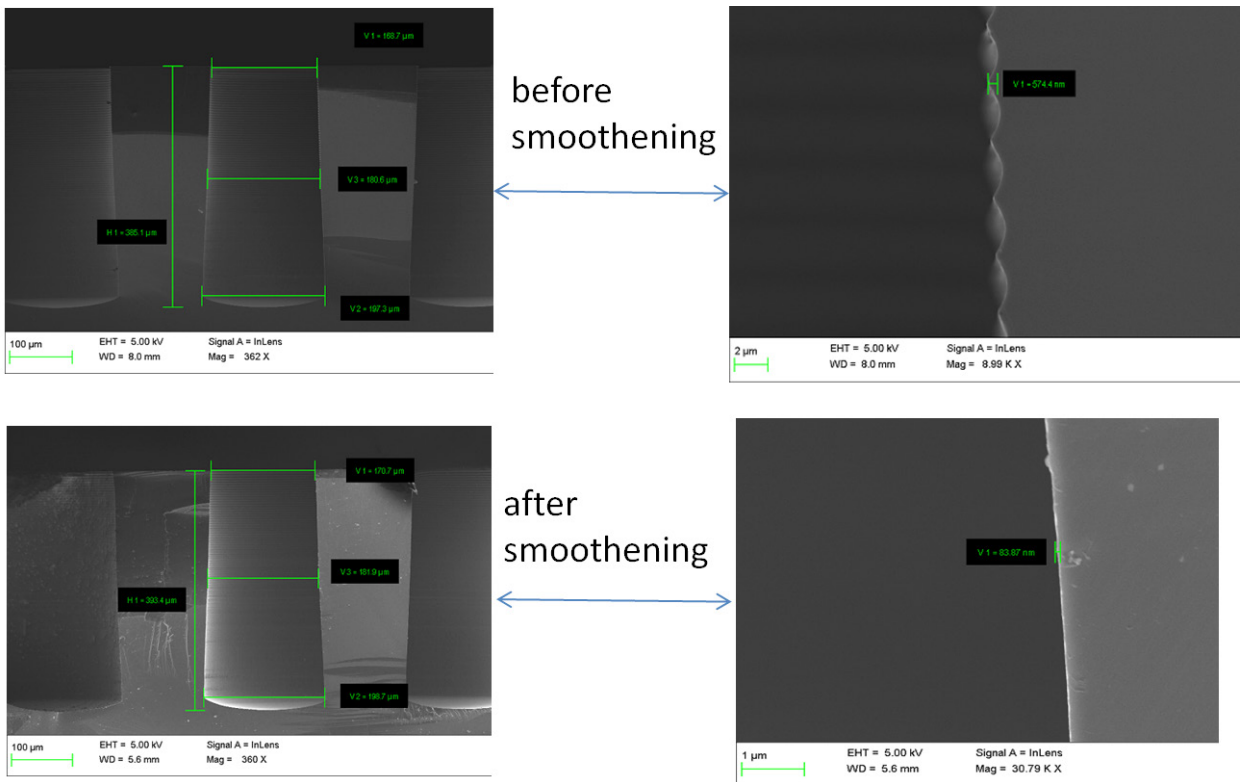 V 1 = 168.7 µm
V 3 = 180.6 µm
H 1 = 385.1 µm
V 2 = 197.3 µm
100 µm
EHT = 5.00 kV
Signal A = InLens
WD = 8.0 mm
Mag = 362 X
before
smoothening
V 1 = 574.4 nm
2 µm
EHT = 5.00 kV
Signal A = InLens
WD = 8.0 mm
Mag = 8.99 K X
V 1 = 170.7 µm
V 3 = 181.9 µm
H 1 = 393.4 µm
V 2 = 198.7 µm
100 µm
EHT = 5.00 kV
Signal A = InLens
WD = 5.6 mm
Mag = 360 X
after
smoothening
V 1 = 83.87 nm
1 µm
EHT = 5.00 kV
Signal A = InLens
WD = 5.6 mm
Mag = 30.79 K X